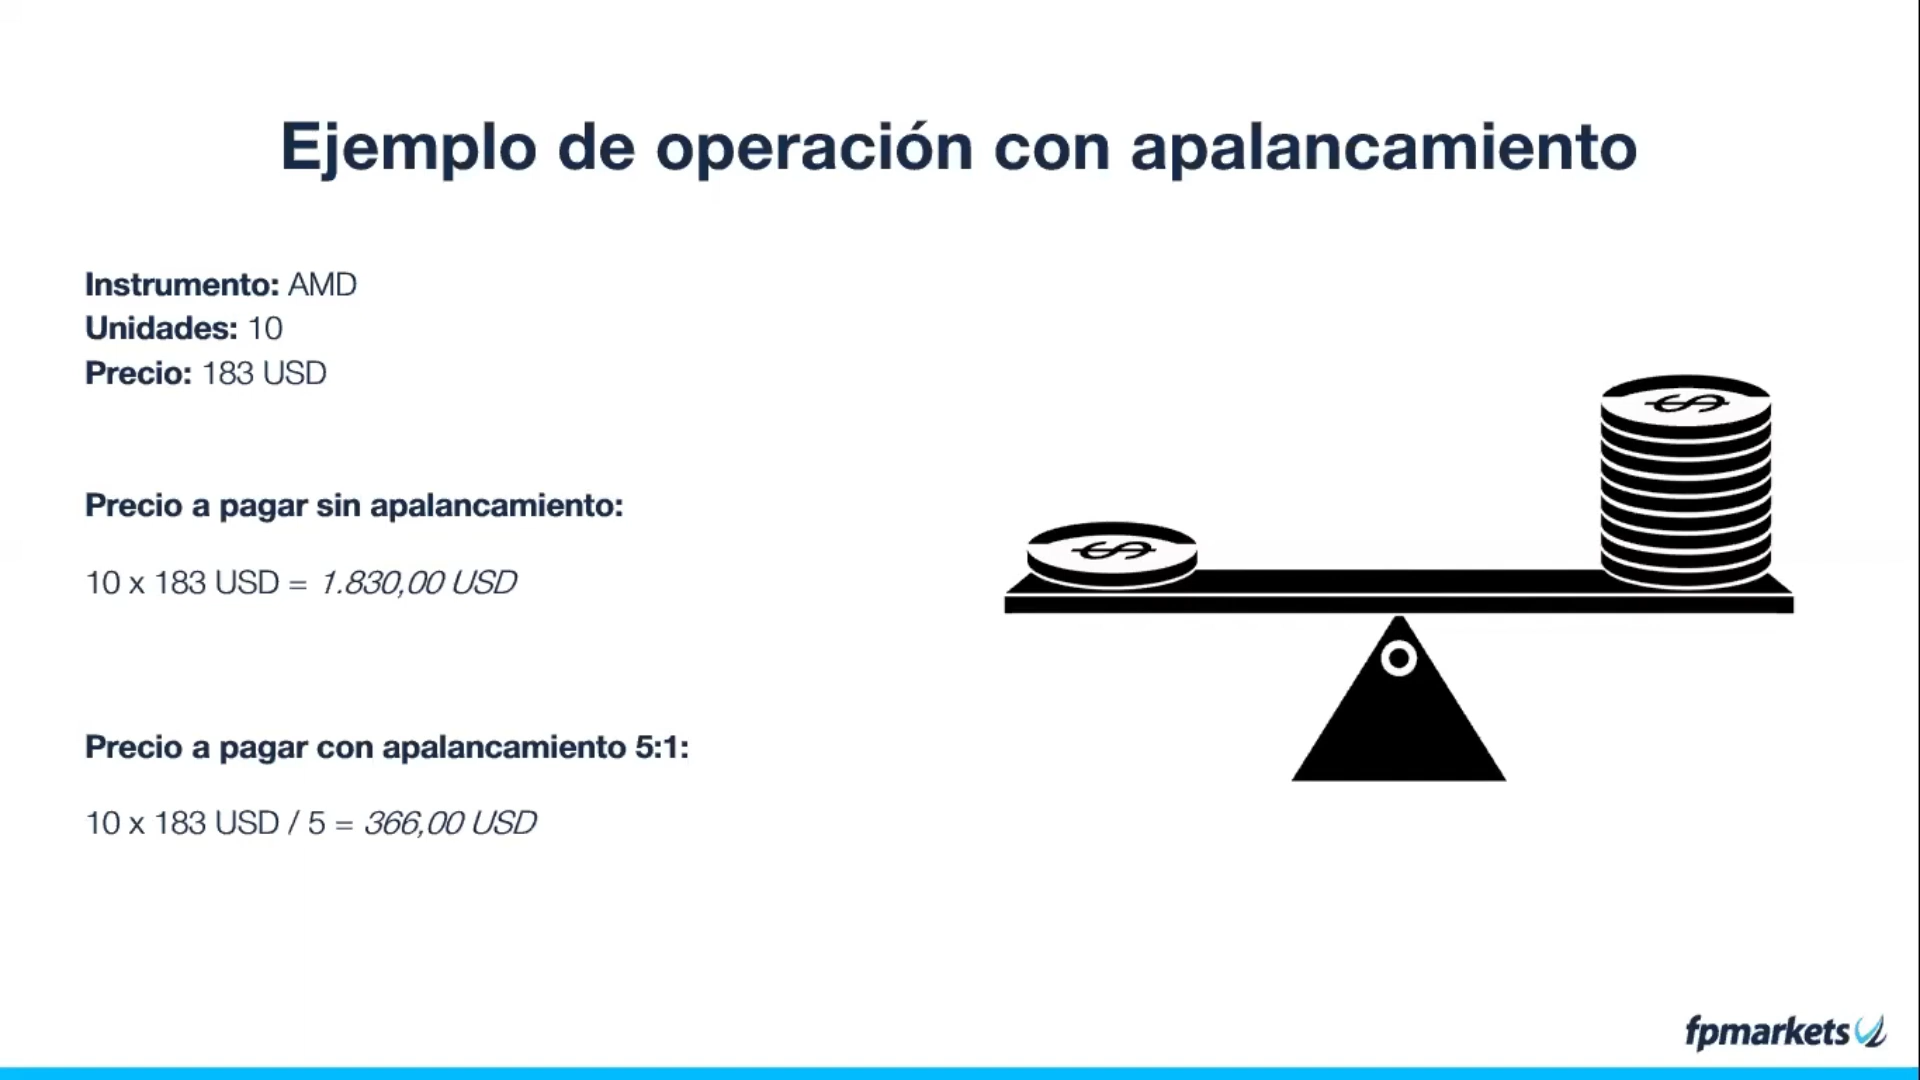 Ejemplo de operación con apalancamiento
Instrumento: AMD
Unidades: 10
Precio: 183 USD
Precio a pagar sin apalancamiento:
10 x 183 USD = 1.830,00 USD
Precio a pagar con apalancamiento 5:1:
10 x 183 USD / 5 = 366,00 USD
$
$
fpmarkets